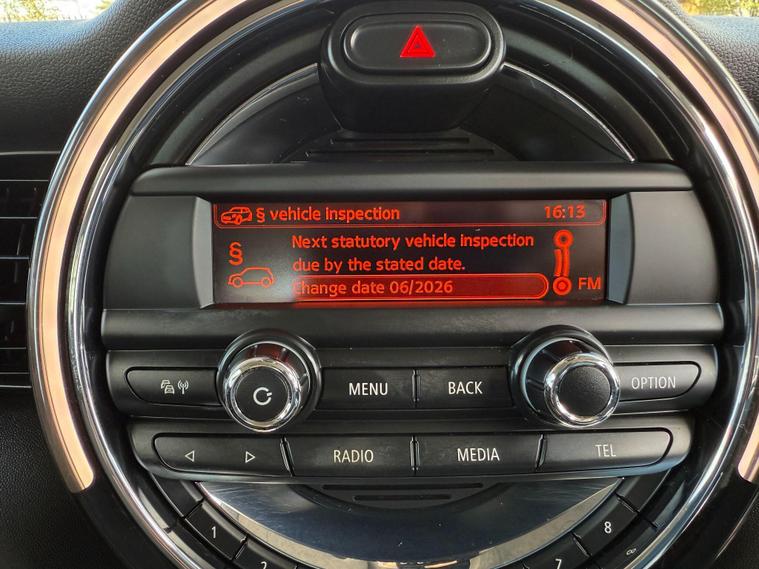 § vehicle inspection 16:13
§ Next statutory vehicle inspection
due by the stated date.
Change date 06/2026 FM
MENU BACK OPTION
RADIO MEDIA TEL
1 8
2 7